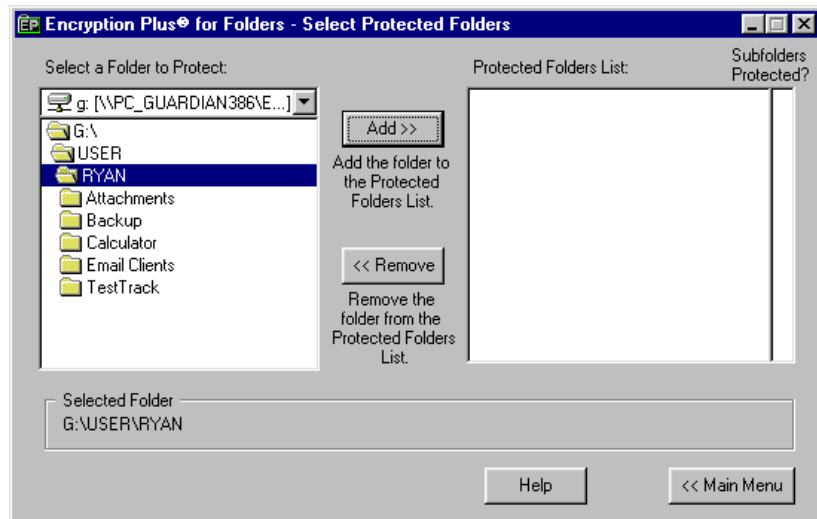 Encryption Plus® for Folders - Select Protected Folders
Select a Folder to Protect:
g: [\\PC_GUARDIAN386\E...]
G:\
USER
RYAN
Attachments
Backup
Calculator
Email Clients
TestTrack
Add >>
Add the folder to
the Protected
Folders List.
<< Remove
Remove the
folder from the
Protected Folders
List.
Protected Folders List:
Subfolders
Protected?
Selected Folder
G:\USER\RYAN
Help
<< Main Menu